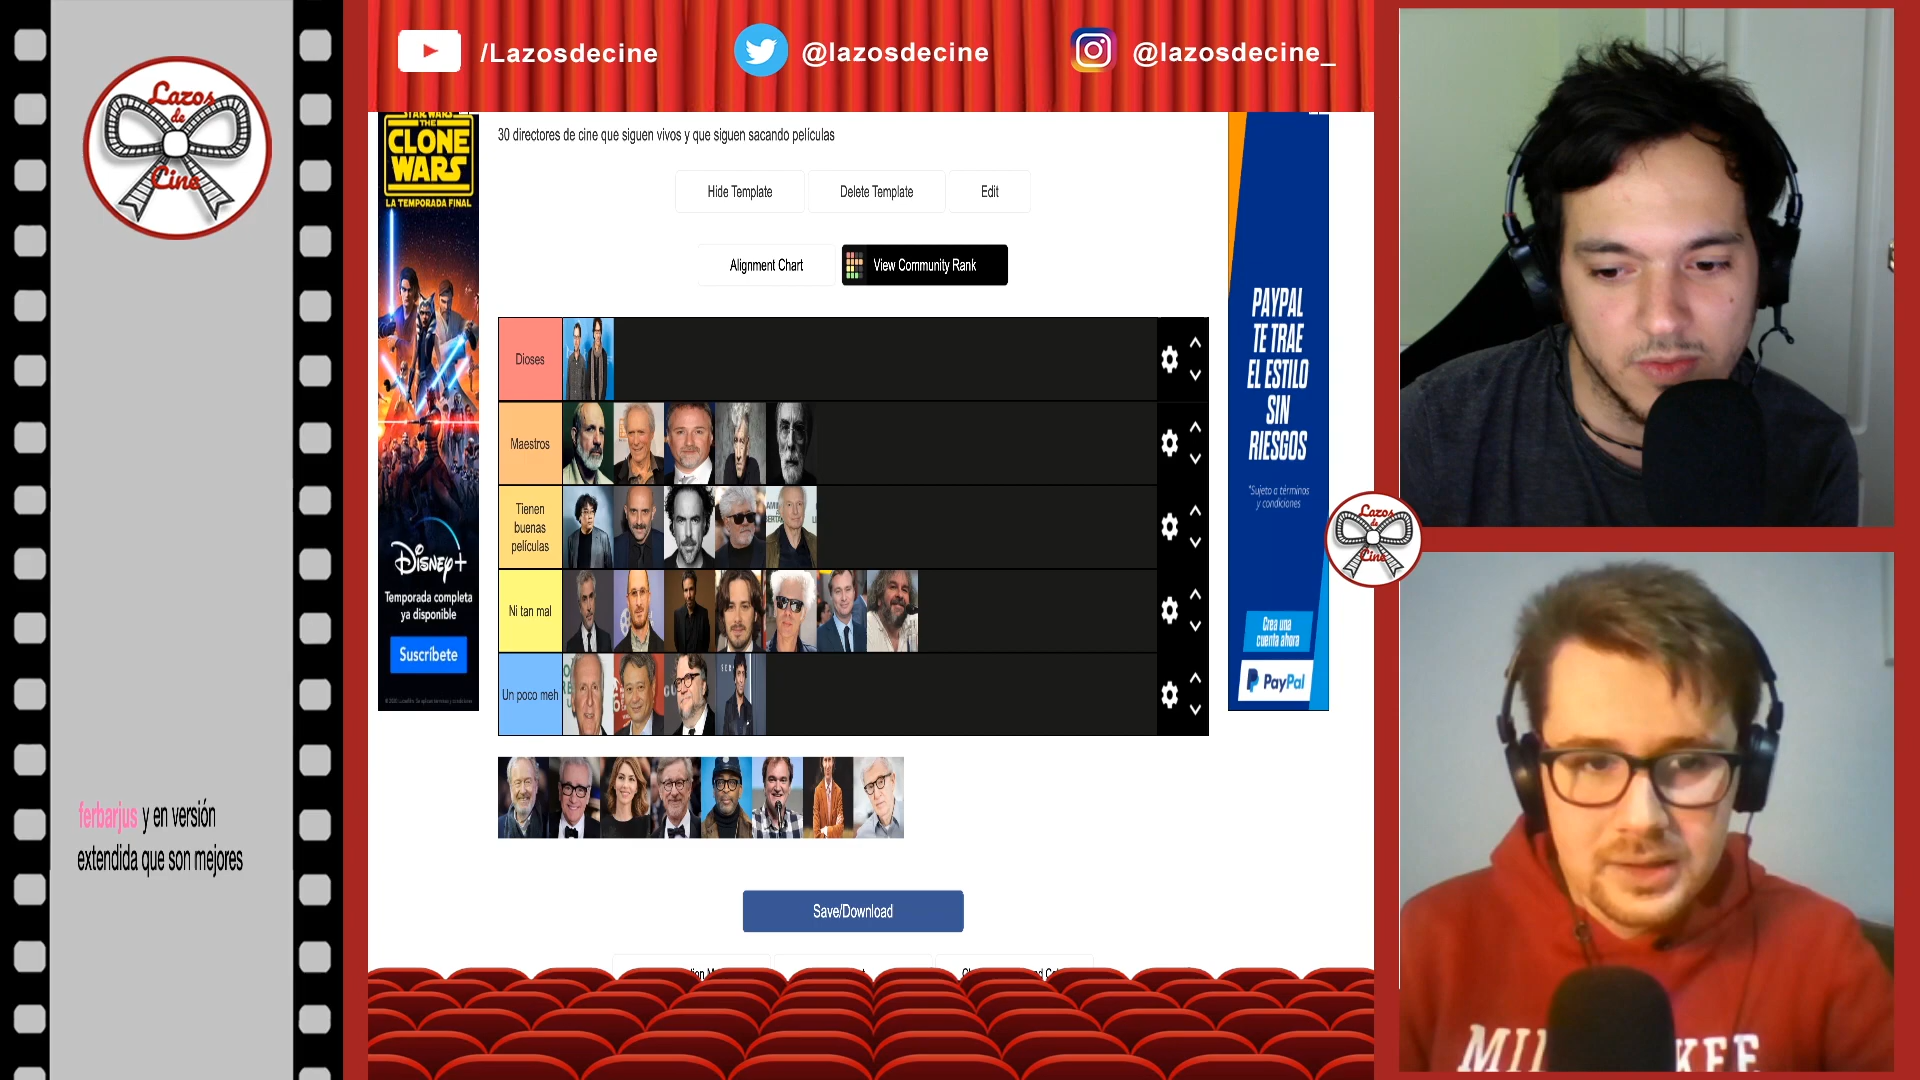 Lazos
de
Cine
/Lazosdecine
@lazosdecine
@lazosdecine_
STAR WARS
THE
CLONE
WARS
LA TEMPORADA FINAL
Disney+
Temporada completa
ya disponible
Suscríbete
30 directores de cine que siguen vivos y que siguen sacando películas
Hide Template
Delete Template
Edit
Alignment Chart
View Community Rank
Dioses
Maestros
Tienen
buenas
películas
Ni tan mal
Un poco meh
Save/Download
PAYPAL
TE TRAE
EL ESTILO
SIN
RIESGOS
*Sujeto a términos
y condiciones
Crea una
cuenta ahora
PayPal
Lazos
de
Cine
ferbarjus y en versión
extendida que son mejores